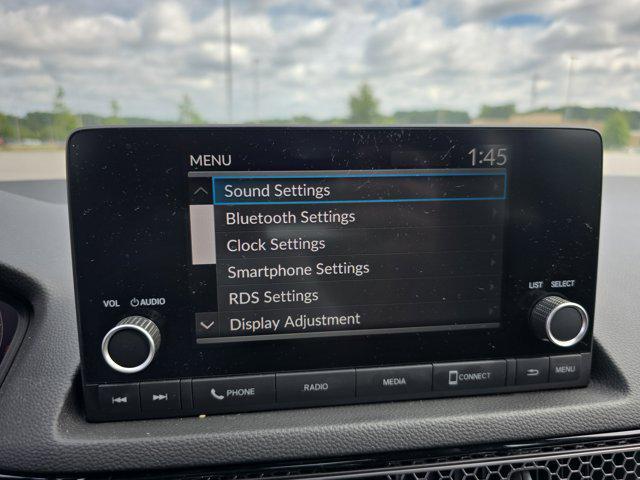 MENU 1:45
Sound Settings
Bluetooth Settings
Clock Settings
Smartphone Settings
RDS Settings
Display Adjustment
VOL AUDIO
LIST SELECT
PHONE RADIO MEDIA CONNECT MENU